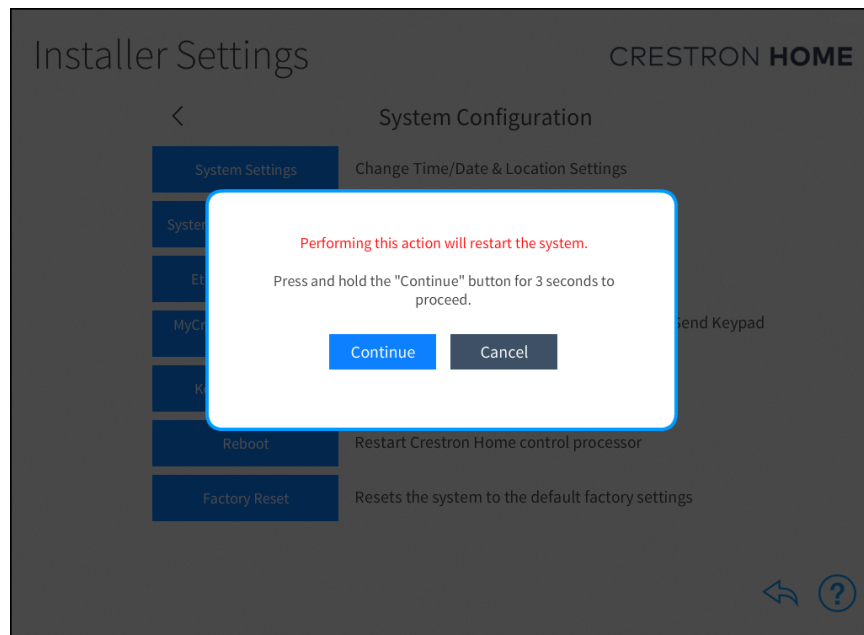 Installer Settings
CRESTRON HOME
System Configuration
System Settings
Change Time/Date & Location Settings
Performing this action will restart the system.
Press and hold the "Continue" button for 3 seconds to
proceed.
Send Keypad
Continue
Cancel
Reboot
Restart Crestron Home control processor
Factory Reset
Resets the system to the default factory settings
?